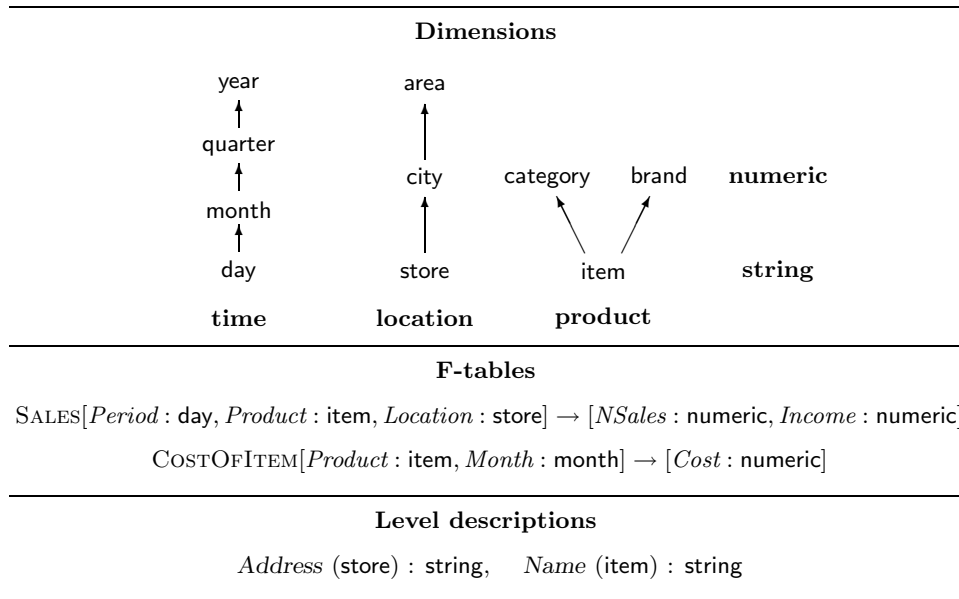 Dimensions
year area
quarter
city category brand numeric
month
day store item string
time location product
F-tables
SALES[Period : day, Product : item, Location : store] → [NSales : numeric, Income : numeric]
COSTOFITEM[Product : item, Month : month] → [Cost : numeric]
Level descriptions
Address (store) : string, Name (item) : string